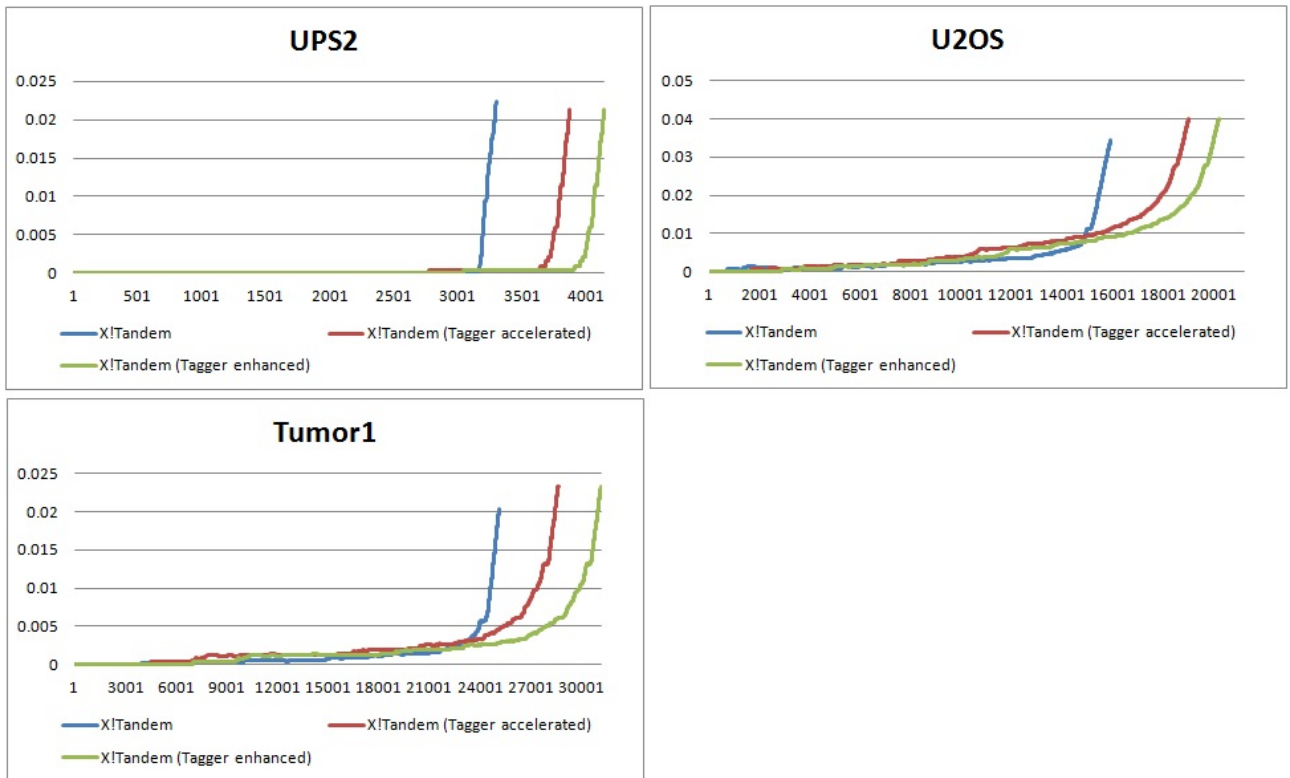 UPS2
0.025
0.02
0.015
0.01
0.005
0
1 501 1001 1501 2001 2501 3001 3501 4001
X!Tandem X!Tandem (Tagger accelerated)
X!Tandem (Tagger enhanced)
U2OS
0.05
0.04
0.03
0.02
0.01
0
1 2001 4001 6001 8001 10001 12001 14001 16001 18001 20001
X!Tandem X!Tandem (Tagger accelerated)
X!Tandem (Tagger enhanced)
Tumor1
0.025
0.02
0.015
0.01
0.005
0
1 3001 6001 9001 12001 15001 18001 21001 24001 27001 30001
X!Tandem X!Tandem (Tagger accelerated)
X!Tandem (Tagger enhanced)